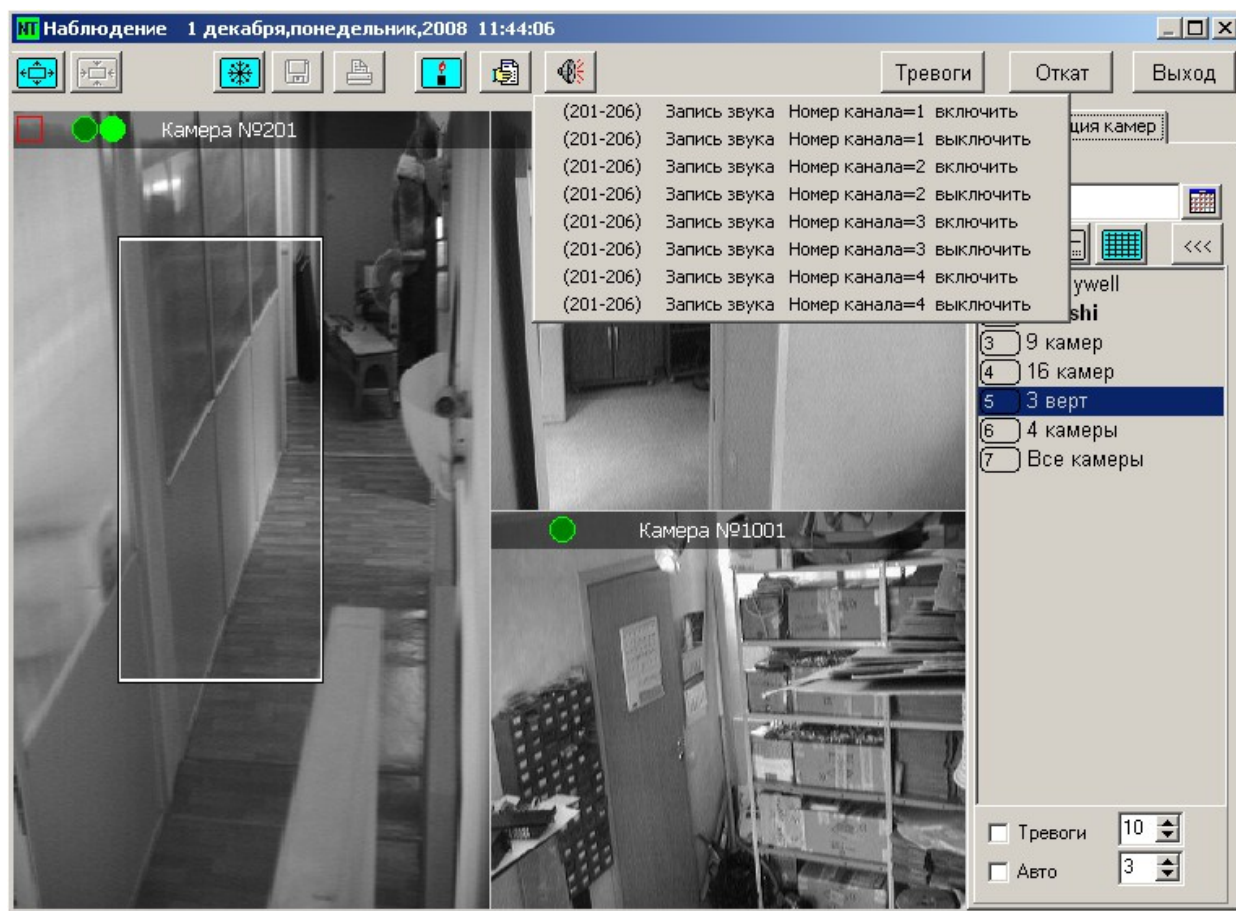 NT Наблюдение 1 декабря,понедельник,2008 11:44:06
Тревоги Откат Выход
Камера №201
(201-206) Запись звука Номер канала=1 включить
(201-206) Запись звука Номер канала=1 выключить
(201-206) Запись звука Номер канала=2 включить
(201-206) Запись звука Номер канала=2 выключить
(201-206) Запись звука Номер канала=3 включить
(201-206) Запись звука Номер канала=3 выключить
(201-206) Запись звука Номер канала=4 включить
(201-206) Запись звука Номер канала=4 выключить
ция камер
<<<
ywell
shi
3 9 камер
4 16 камер
5 3 верт
6 4 камеры
7 Все камеры
Камера №1001
Тревоги 10
Авто 3